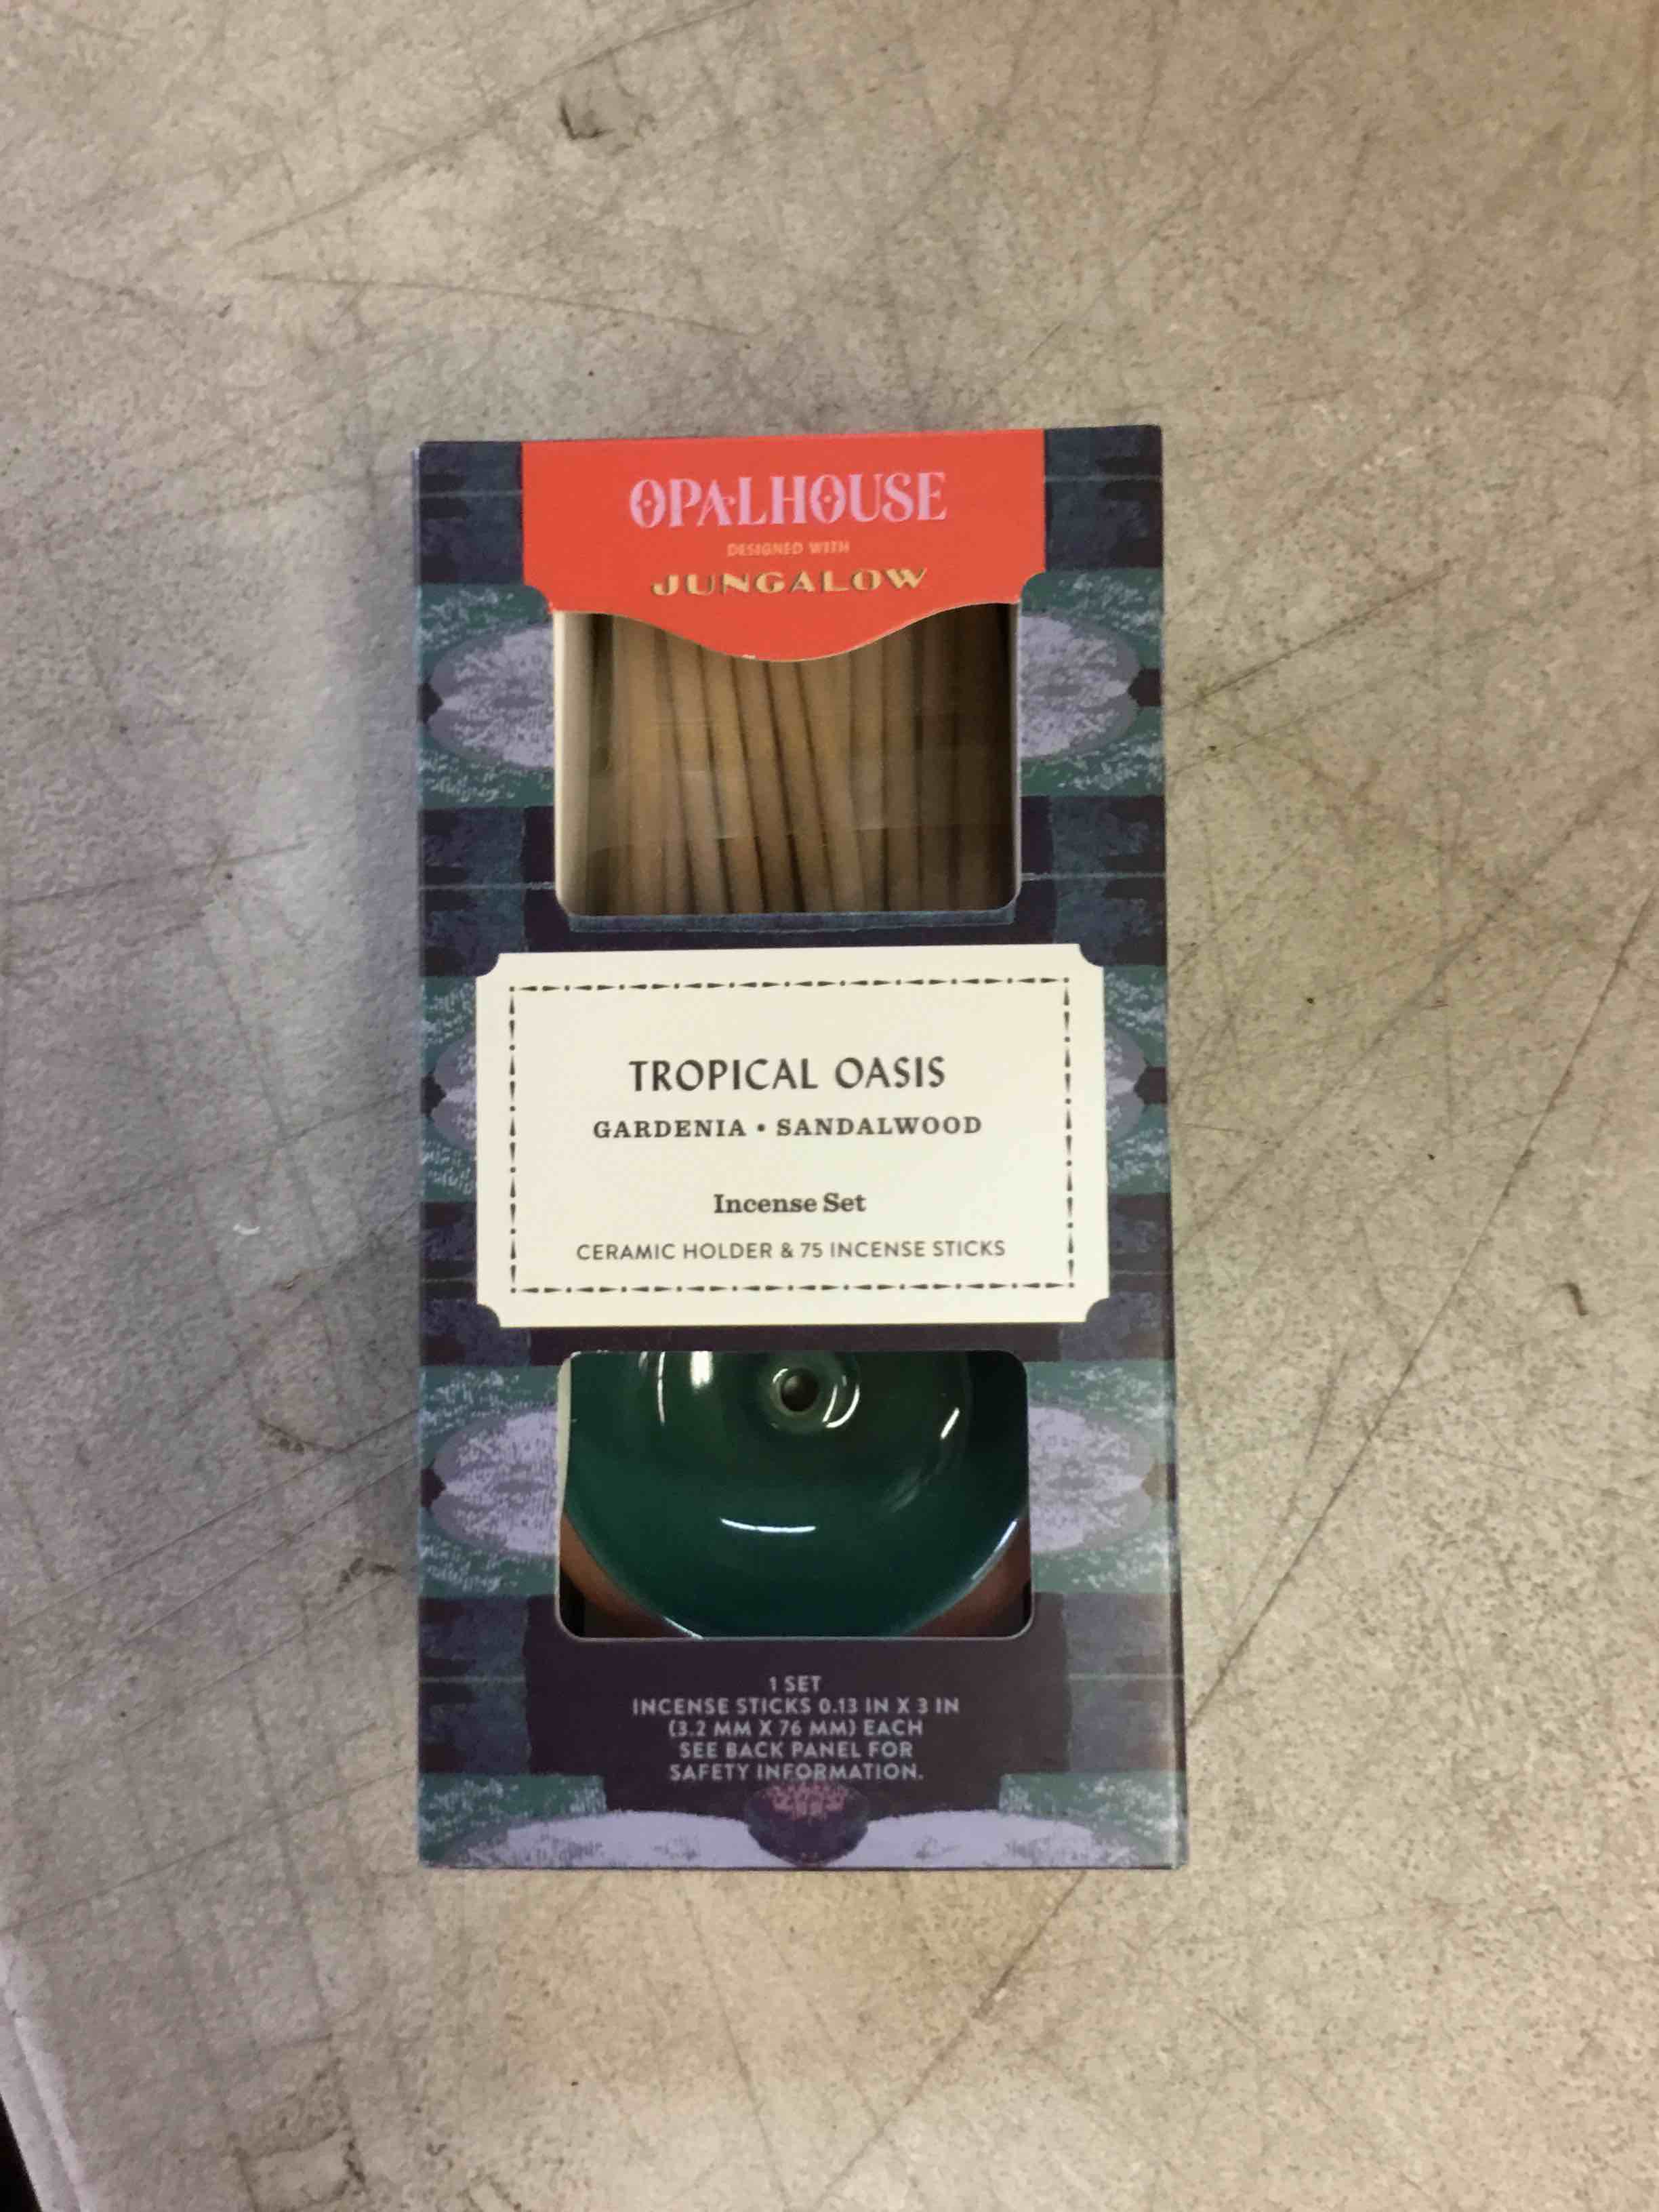 OPALHOUSE
DESIGNED WITH
JUNGALOW
TROPICAL OASIS
GARDENIA • SANDALWOOD
Incense Set
CERAMIC HOLDER & 75 INCENSE STICKS
1 SET
INCENSE STICKS 0.13 IN X 3 IN
(3.2 MM X 76 MM) EACH
SEE BACK PANEL FOR
SAFETY INFORMATION.